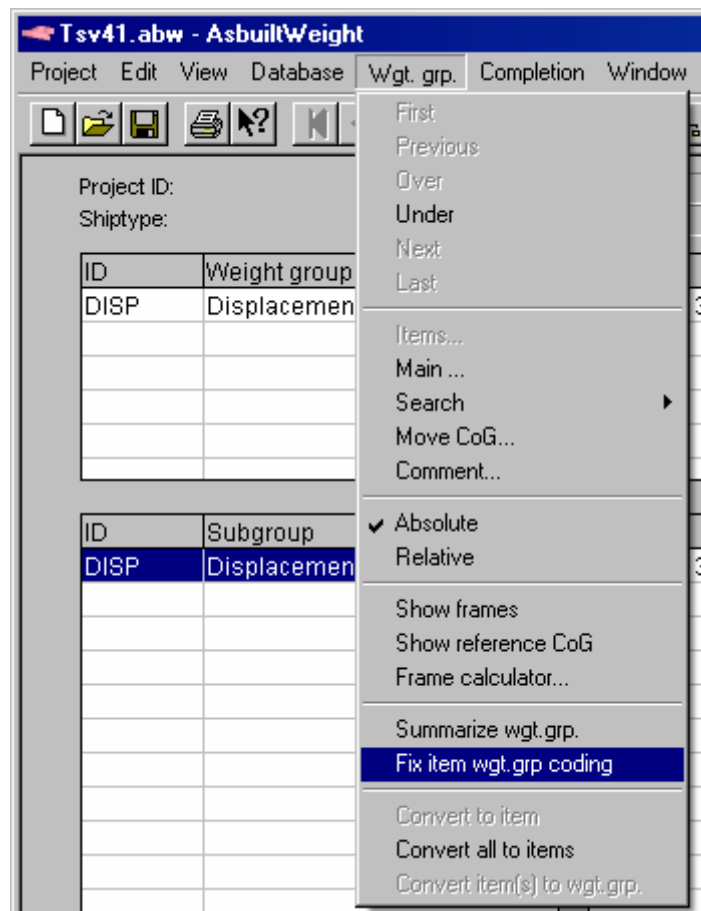 Tsv41.abw - AsbuiltWeight
Project Edit View Database Wgt. grp. Completion Window
First
Previous
Over
Under
Next
Last
Items...
Main ...
Search
Move CoG...
Comment...
Absolute
Relative
Show frames
Show reference CoG
Frame calculator...
Summarize wgt.grp.
Fix item wgt.grp coding
Convert to item
Convert all to items
Convert item(s) to wgt.grp.
Project ID:
Shiptype:
ID Weight group
DISP Displacemen
ID Subgroup
DISP Displacemen